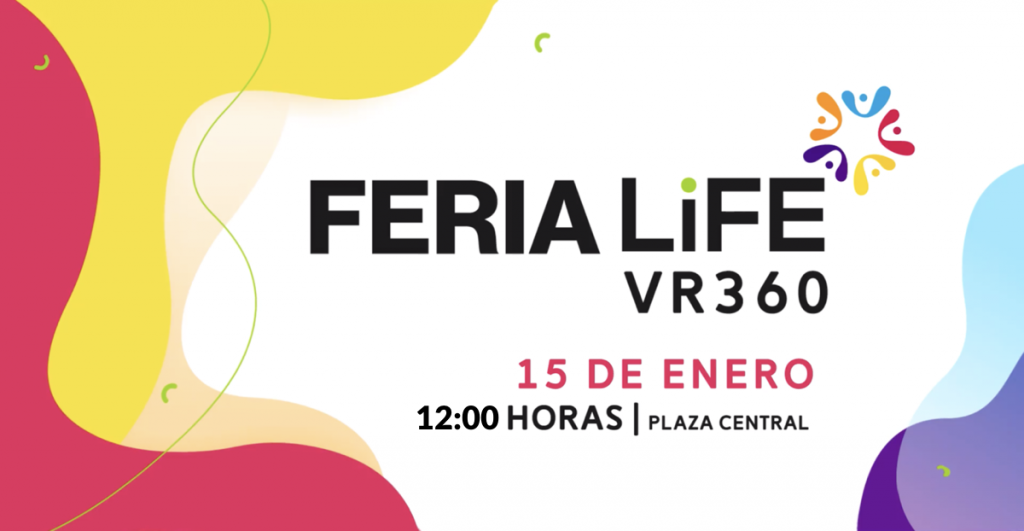 FERIA LiFE
VR360
15 DE ENERO
12:00 HORAS | PLAZA CENTRAL